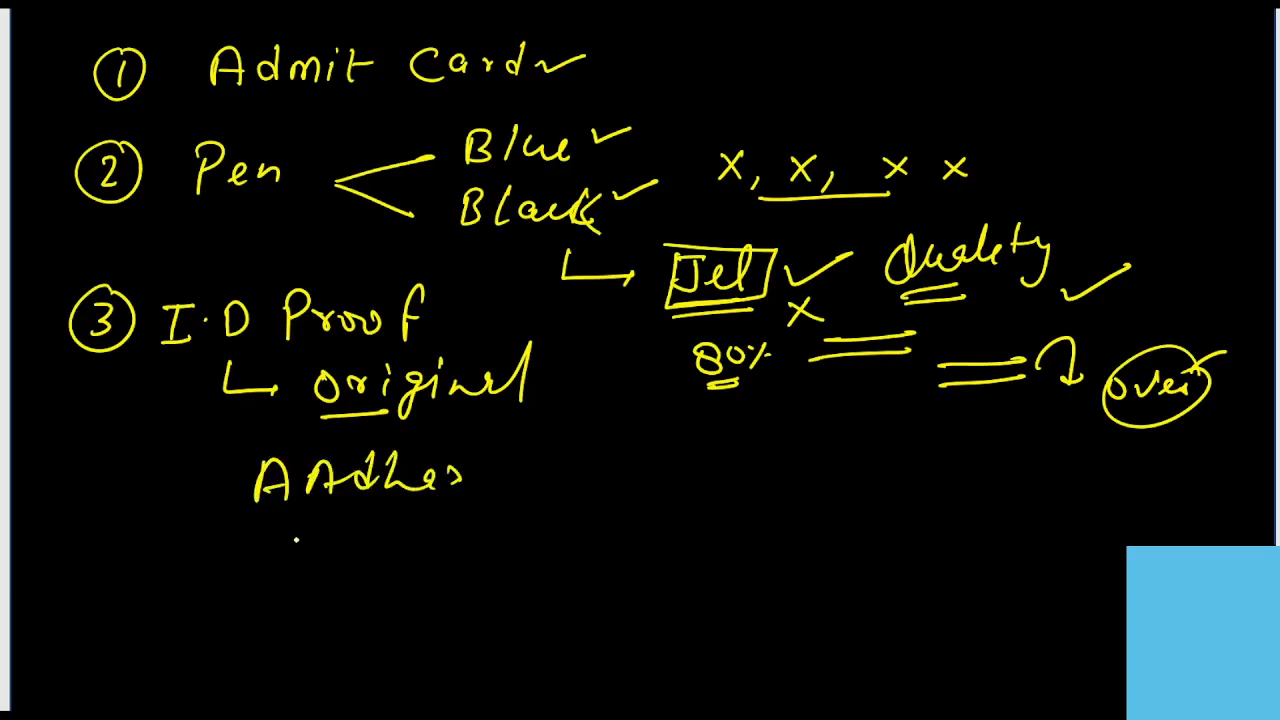 ① Admit Card ✓
② Pen
Blue ✓
Black ✓
x, x, x x
Jel ✓ Quality ✓
x
80%
over
③ I.D Proof
Original
AAdhar